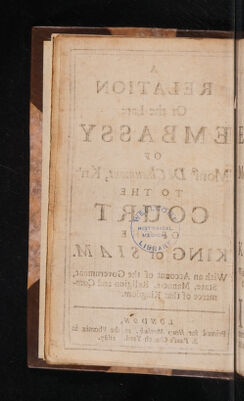 A
RELATION
Of the Late
EMBASSY
OF
Monsr. De Chaumont, Knt.
TO THE
COURT
OF THE
KING of SIAM.
With an Account of the Government,
State, Manners, Religion and Com-
merce of that Kingdom.
LONDON,
Printed for Henry Mortlock, at the Phœnix in
S. Paul's Church Yard, 1687.